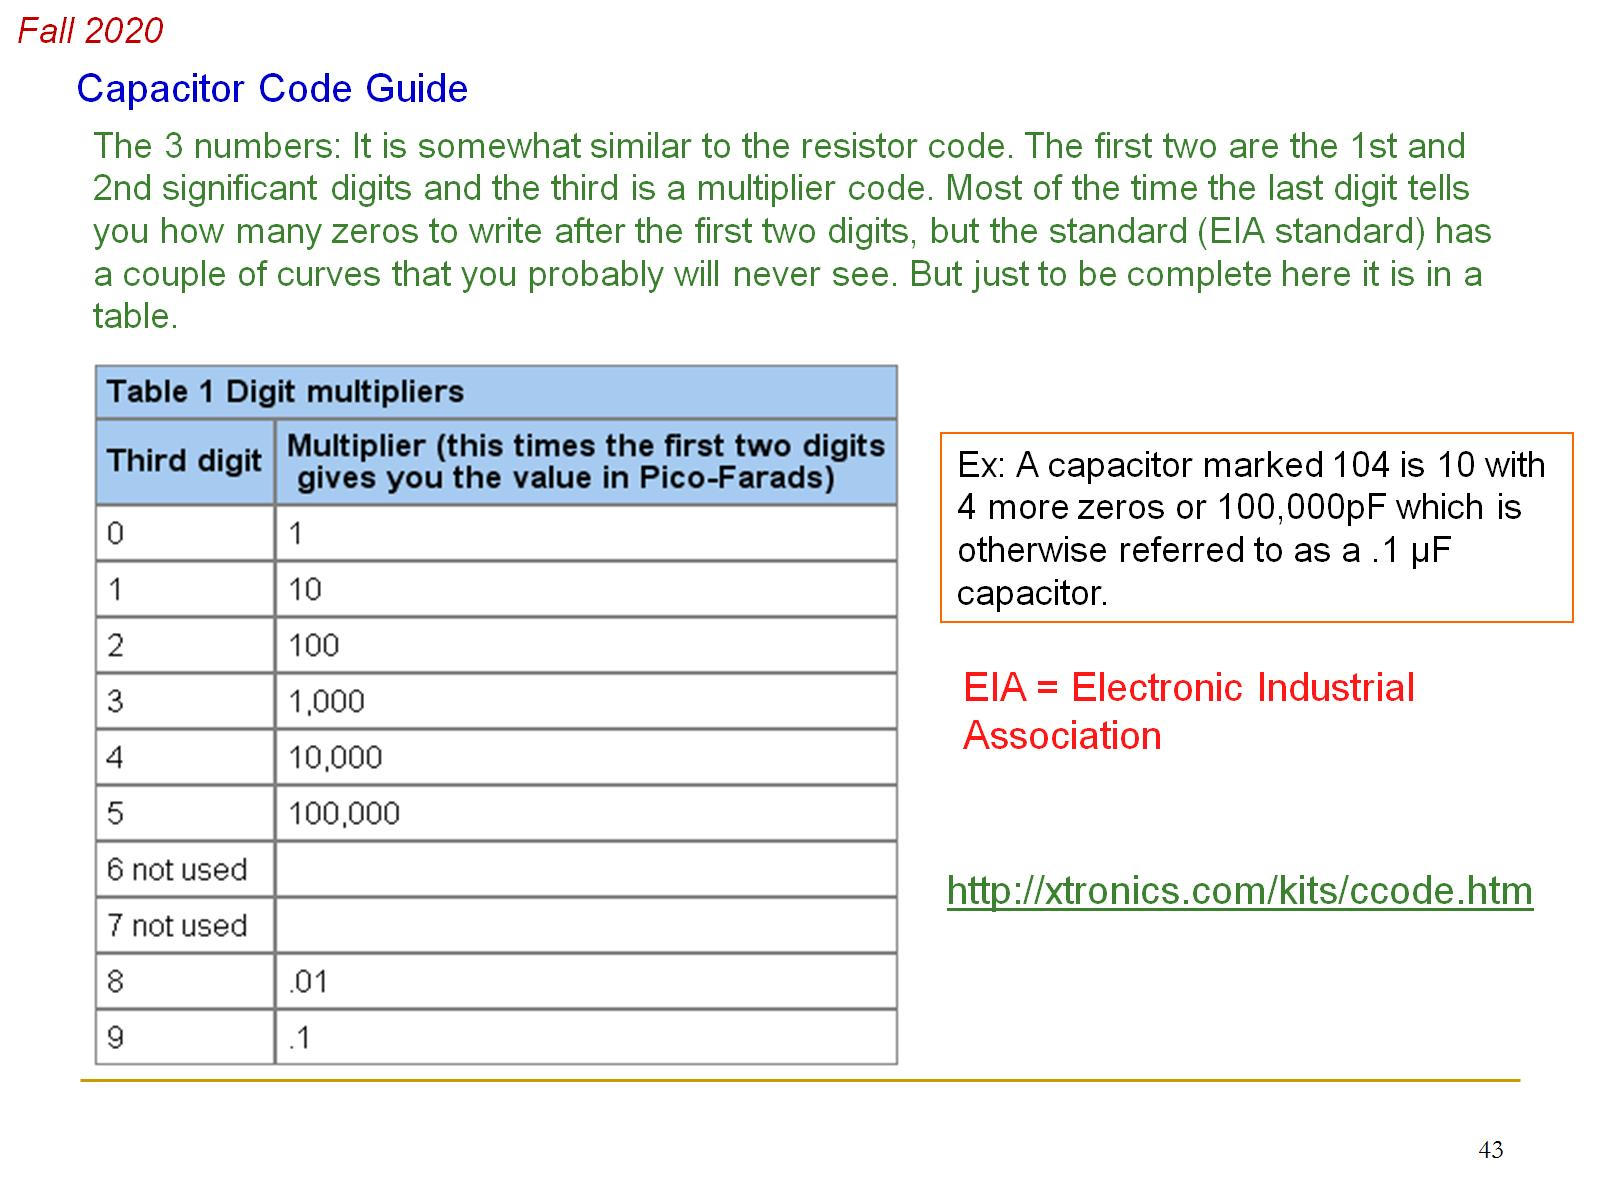 Fall 2020
Capacitor Code Guide
The 3 numbers: It is somewhat similar to the resistor code. The first two are the 1st and
2nd significant digits and the third is a multiplier code. Most of the time the last digit tells
you how many zeros to write after the first two digits, but the standard (EIA standard) has
a couple of curves that you probably will never see. But just to be complete here it is in a
table.
Table 1 Digit multipliers
Third digit
Multiplier (this times the first two digits
gives you the value in Pico-Farads)
0 1
1 10
2 100
3 1,000
4 10,000
5 100,000
6 not used
7 not used
8 .01
9 .1
Ex: A capacitor marked 104 is 10 with
4 more zeros or 100,000pF which is
otherwise referred to as a .1 µF
capacitor.
EIA = Electronic Industrial
Association
http://xtronics.com/kits/ccode.htm
43